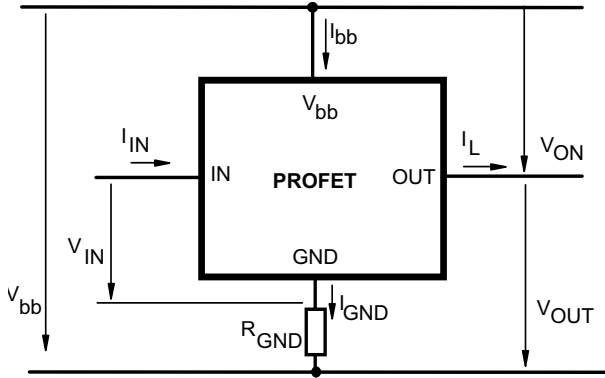 Ibb
Vbb
IIN
IL
VON
IN
PROFET
OUT
VIN
GND
Vbb
IGND
VOUT
RGND